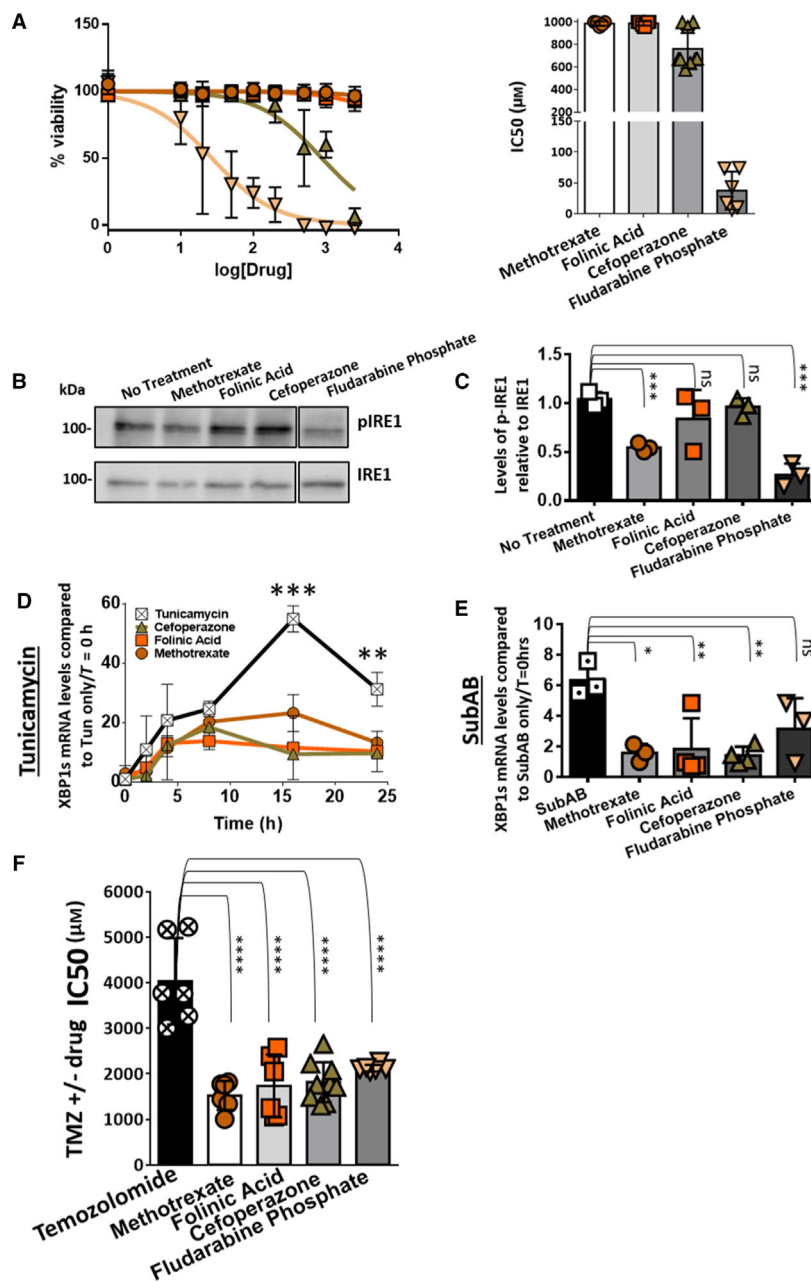 A
% viability
150
100
50
0
0
1
2
3
4
log[Drug]
IC50 (µM)
1000
800
600
400
200
150
100
50
0
Methotrexate
Folinic Acid
Cefoperazone
Fludarabine Phosphate
B
kDa
No Treatment
Methotrexate
Folinic Acid
Cefoperazone
Fludarabine Phosphate
100-
pIRE1
100-
IRE1
C
Levels of p-IRE1
relative to IRE1
1.5
1.0
0.5
0.0
***
ns
ns
***
No Treatment
Methotrexate
Folinic Acid
Cefoperazone
Fludarabine Phosphate
D
Tunicamycin
XBP1s mRNA levels compared
to Tun only/T = 0 h
60
40
20
0
Tunicamycin
Cefoperazone
Folinic Acid
Methotrexate
***
**
0
5
10
15
20
25
Time (h)
E
SubAB
XBP1s mRNA levels compared
to SubAB only/T=0hrs
10
8
6
4
2
0
*
**
**
ns
SubAB
Methotrexate
Folinic Acid
Cefoperazone
Fludarabine Phosphate
F
TMZ +/- drug IC50 (µM)
6000
5000
4000
3000
2000
1000
0
****
****
****
****
Temozolomide
Methotrexate
Folinic Acid
Cefoperazone
Fludarabine Phosphate